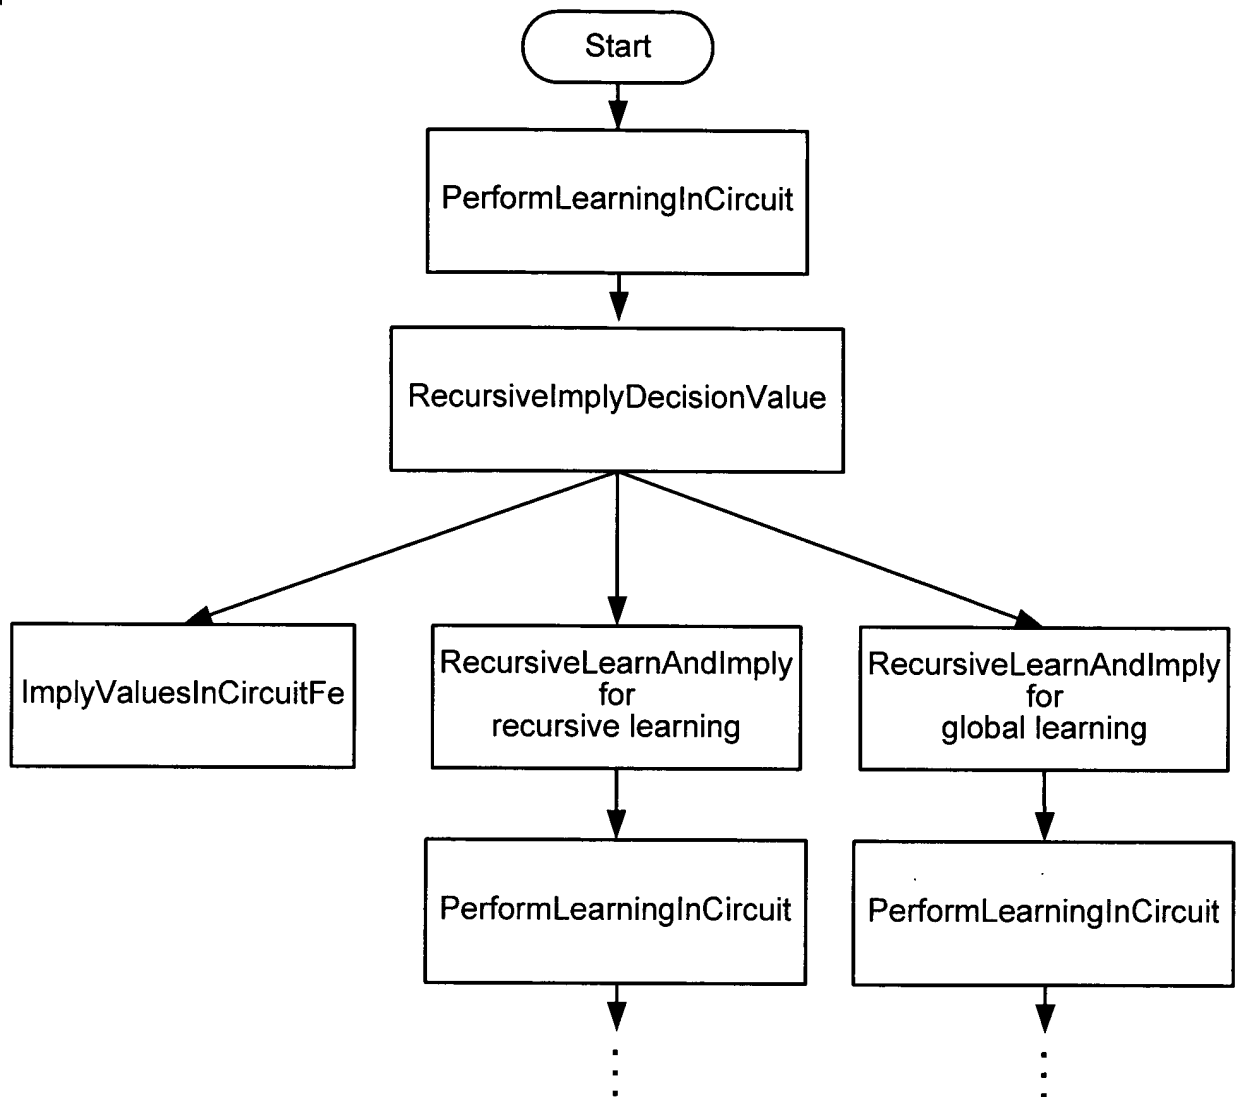 Start
PerformLearningInCircuit
RecursiveImplyDecisionValue
ImplyValuesInCircuitFe
RecursiveLearnAndImply
for
recursive learning
RecursiveLearnAndImply
for
global learning
PerformLearningInCircuit
PerformLearningInCircuit